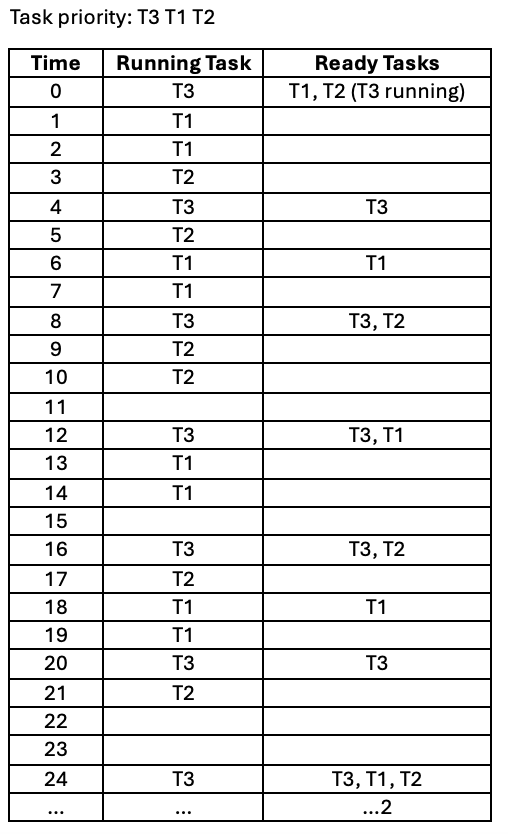 Task priority: T3 T1 T2
Time Running Task Ready Tasks
0 T3 T1, T2 (T3 running)
1 T1
2 T1
3 T2
4 T3 T3
5 T2
6 T1 T1
7 T1
8 T3 T3, T2
9 T2
10 T2
11
12 T3 T3, T1
13 T1
14 T1
15
16 T3 T3, T2
17 T2
18 T1 T1
19 T1
20 T3 T3
21 T2
22
23
24 T3 T3, T1, T2
... ... ...2